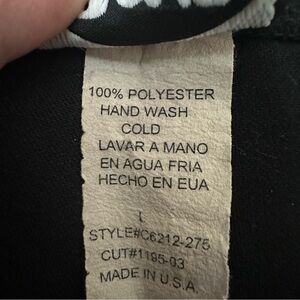 100% POLYESTER
HAND WASH
COLD
LAVAR A MANO
EN AGUA FRIA
HECHO EN EUA
L
STYLE#C6212-275
CUT#1195-03
MADE IN U.S.A.